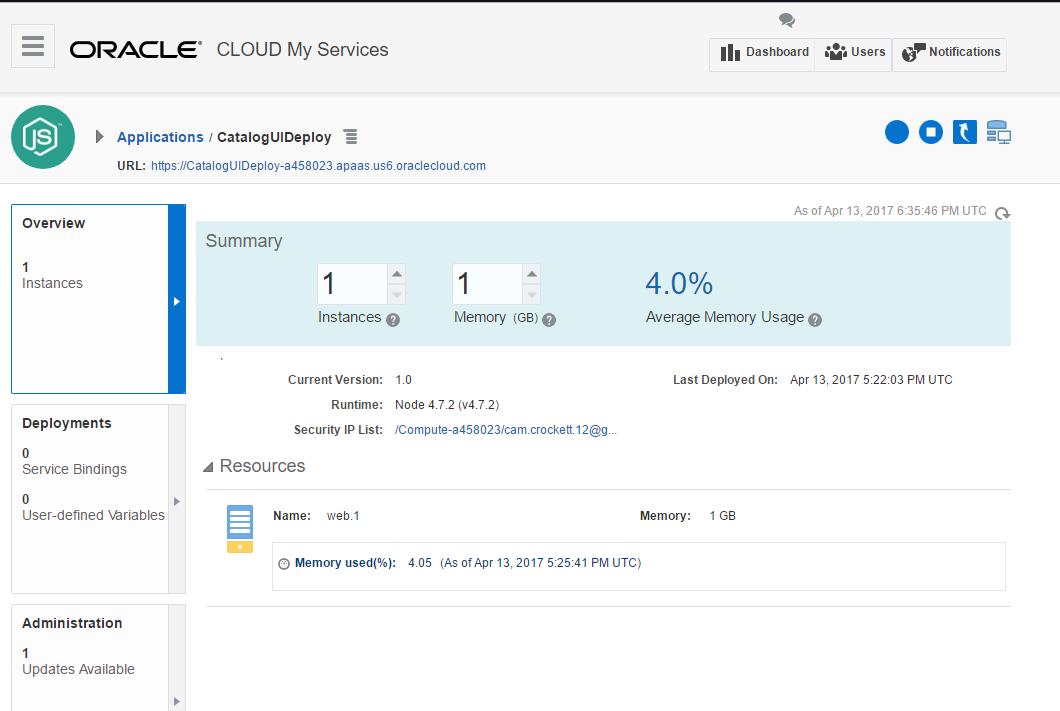 ORACLE CLOUD My Services
Dashboard Users Notifications
JS
Applications / CatalogUIDeploy
URL: https://CatalogUIDeploy-a458023.apaas.us6.oraclecloud.com
As of Apr 13, 2017 6:35:46 PM UTC
Overview
1
Instances
Summary
1 1 4.0%
Instances ? Memory (GB) ? Average Memory Usage ?
Current Version: 1.0 Last Deployed On: Apr 13, 2017 5:22:03 PM UTC
Runtime: Node 4.7.2 (v4.7.2)
Security IP List: /Compute-a458023/cam.crockett.12@g...
Deployments
0
Service Bindings
0
User-defined Variables
Resources
Name: web.1 Memory: 1 GB
Memory used(%): 4.05 (As of Apr 13, 2017 5:25:41 PM UTC)
Administration
1
Updates Available